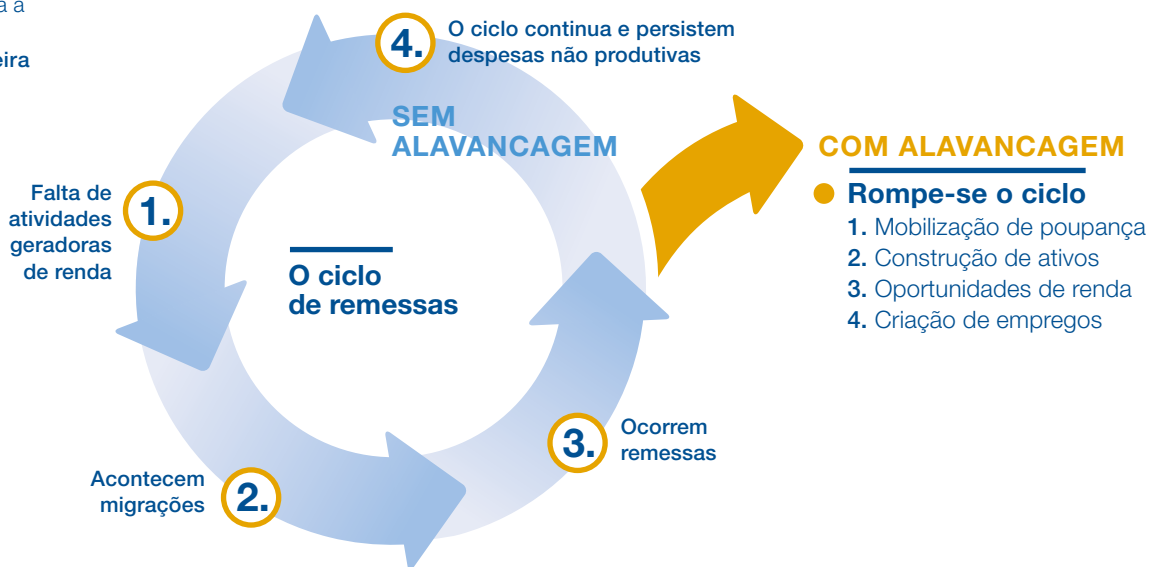 a a
eira
4.
O ciclo continua e persistem
despesas não produtivas
SEM
ALAVANCAGEM
COM ALAVANCAGEM
Rompe-se o ciclo
1. Mobilização de poupança
2. Construção de ativos
3. Oportunidades de renda
4. Criação de empregos
Falta de
atividades
geradoras
de renda
1.
O ciclo
de remessas
Acontecem
migrações
2.
3.
Ocorrem
remessas